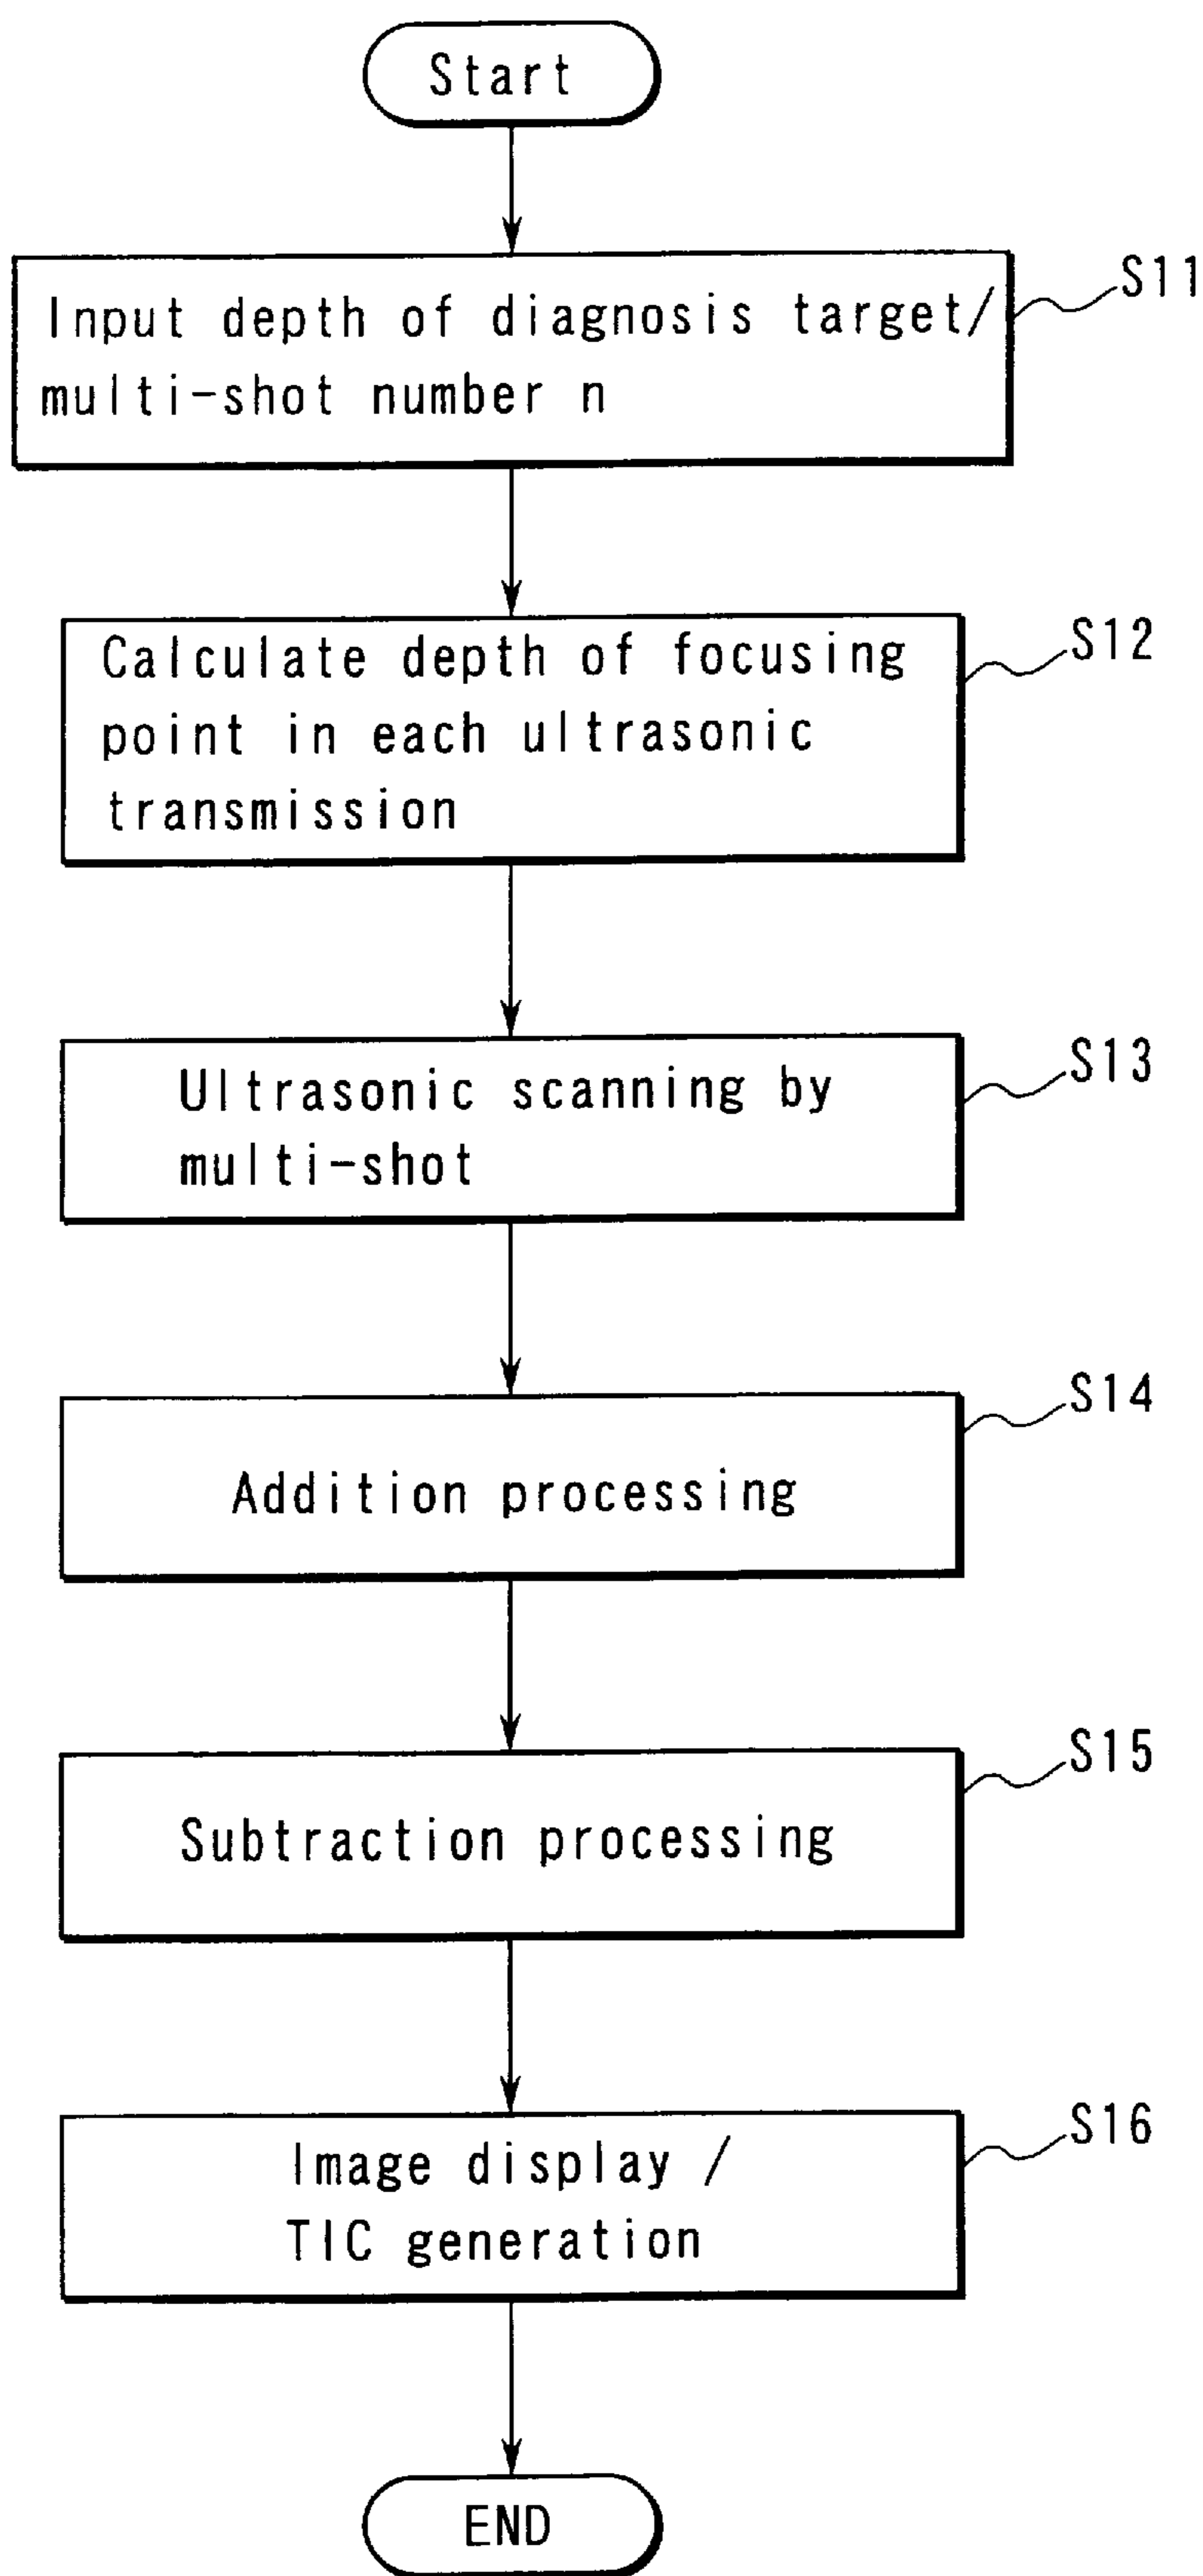 Start
S11
Input depth of diagnosis target/
multi-shot number n
S12
Calculate depth of focusing
point in each ultrasonic
transmission
S13
Ultrasonic scanning by
multi-shot
S14
Addition processing
S15
Subtraction processing
S16
Image display /
TIC generation
END